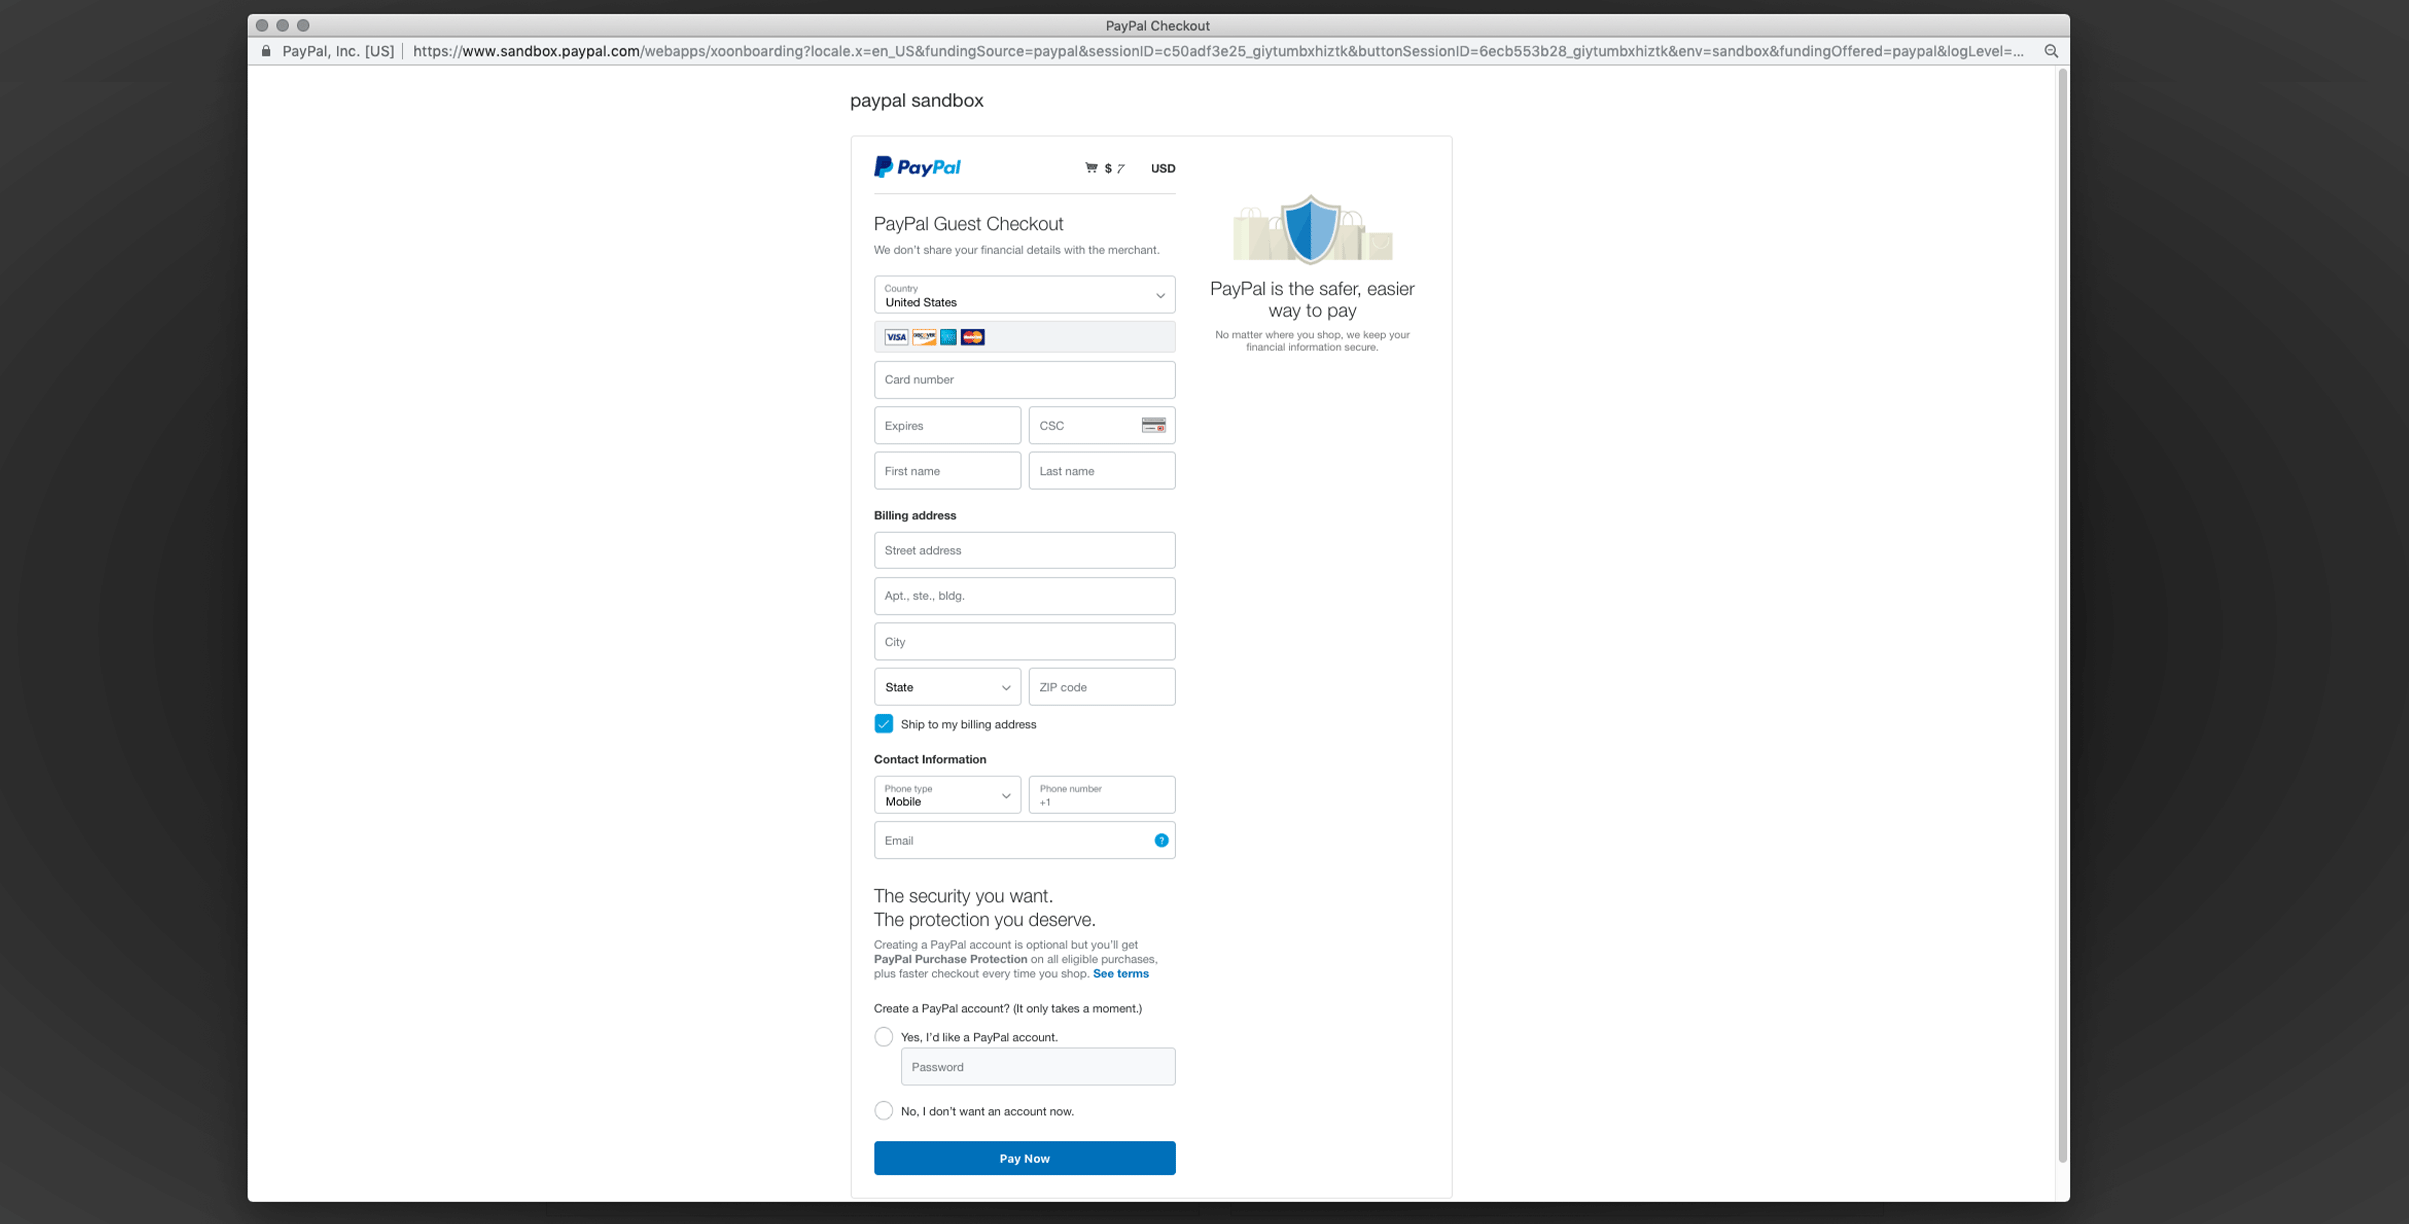 PayPal Checkout
PayPal, Inc. [US] https://www.sandbox.paypal.com/webapps/xoonboarding?locale.x=en_US&fundingSource=paypal&sessionID=c50adf3e25_giytumbxhiztk&buttonSessionID=6ecb553b28_giytumbxhiztk&env=sandbox&fundingOffered=paypal&logLevel=...
paypal sandbox
PayPal
$ 7 USD
PayPal Guest Checkout
We don't share your financial details with the merchant.
Country
United States
VISA DISCOVER
Card number
Expires
CSC
First name
Last name
Billing address
Street address
Apt., ste., bldg.
City
State
ZIP code
Ship to my billing address
Contact Information
Phone type
Mobile
Phone number
+1
Email
?
The security you want.
The protection you deserve.
Creating a PayPal account is optional but you'll get
PayPal Purchase Protection on all eligible purchases,
plus faster checkout every time you shop. See terms
Create a PayPal account? (It only takes a moment.)
Yes, I'd like a PayPal account.
Password
No, I don't want an account now.
Pay Now
PayPal is the safer, easier
way to pay
No matter where you shop, we keep your
financial information secure.